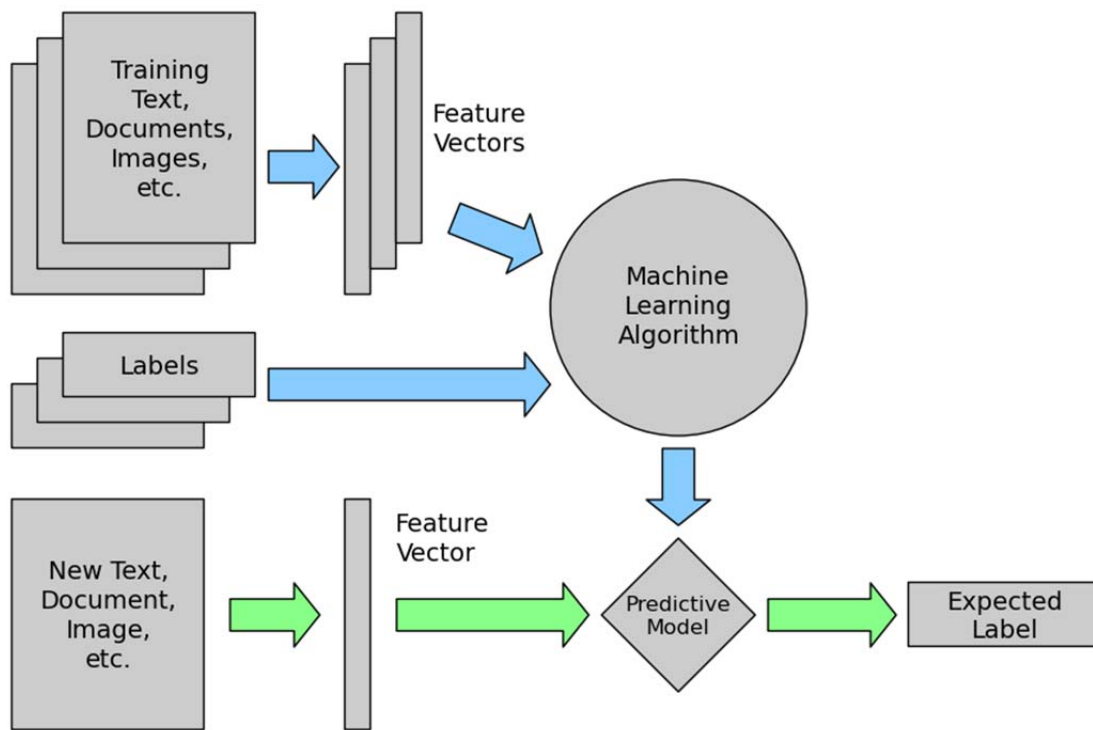 Training
Text,
Documents,
Images,
etc.
Feature
Vectors
Machine
Learning
Algorithm
Labels
New Text,
Document,
Image,
etc.
Feature
Vector
Predictive
Model
Expected
Label